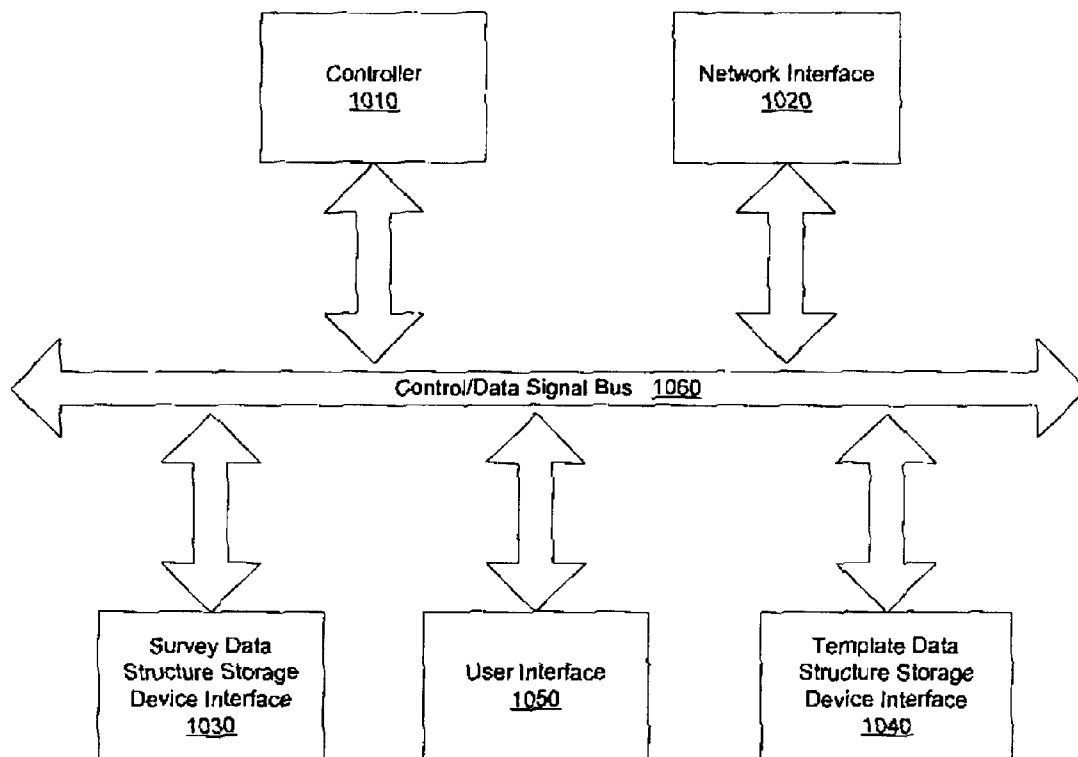 Controller
1010
Network Interface
1020
Control/Data Signal Bus 1060
Survey Data
Structure Storage
Device Interface
1030
User Interface
1050
Template Data
Structure Storage
Device Interface
1040